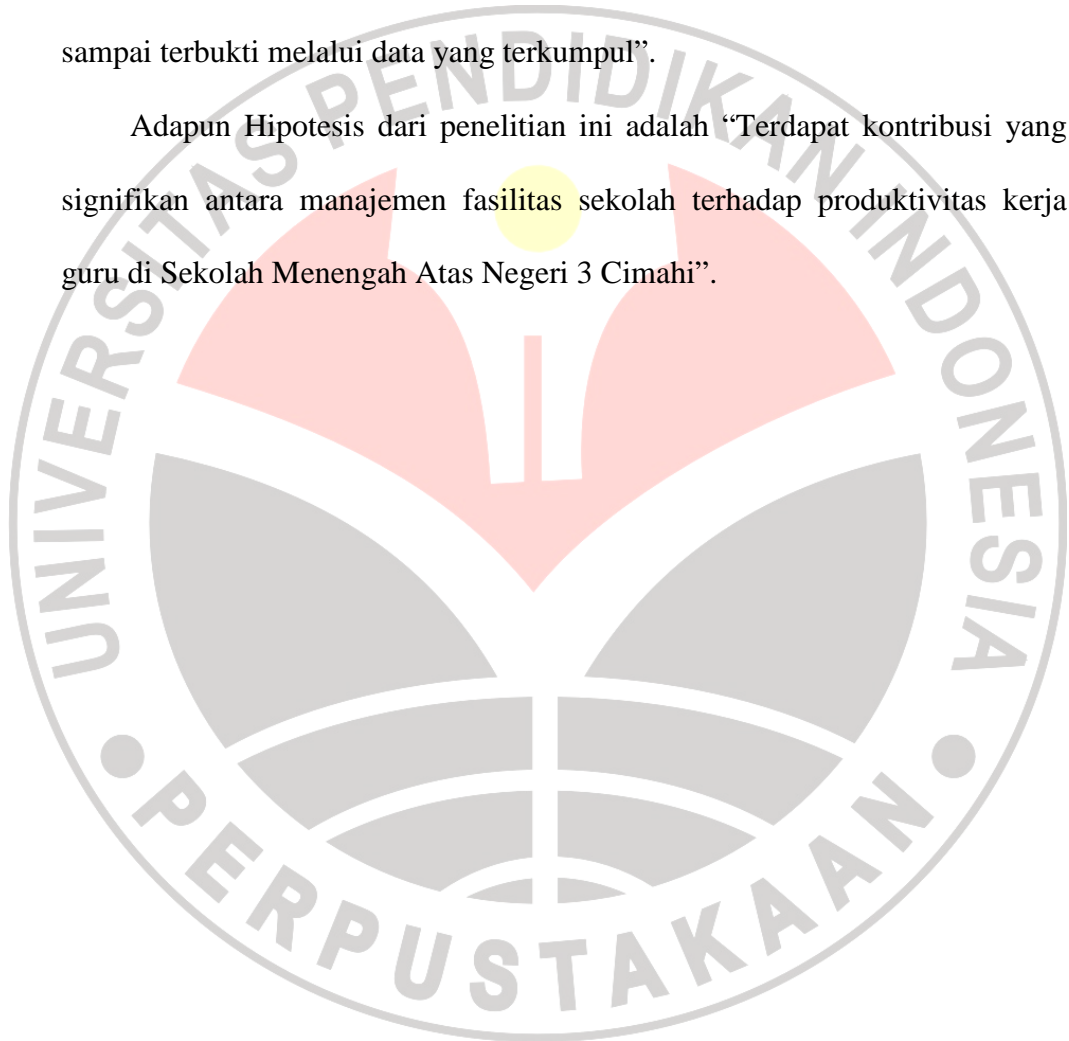 sampai terbukti melalui data yang terkumpul”.
Adapun Hipotesis dari penelitian ini adalah “Terdapat kontribusi yang
signifikan antara manajemen fasilitas sekolah terhadap produktivitas kerja
guru di Sekolah Menengah Atas Negeri 3 Cimahi”.
UNIVERSITAS PENDIDIKAN INDONESIA
PERPUSTAKAAN